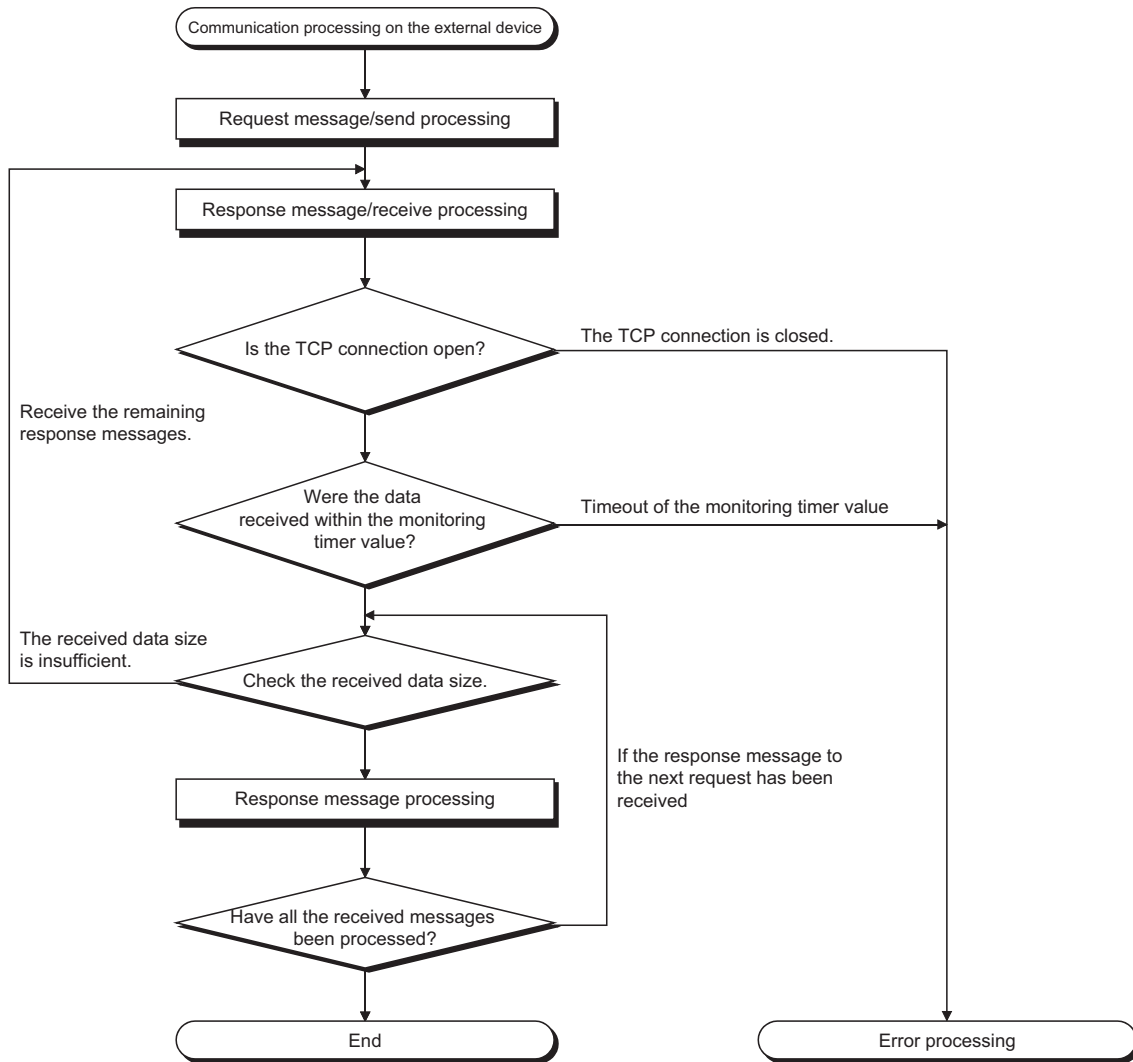 Communication processing on the external device
Request message/send processing
Response message/receive processing
Is the TCP connection open?
The TCP connection is closed.
Receive the remaining
response messages.
Were the data
received within the monitoring
timer value?
Timeout of the monitoring timer value
The received data size
is insufficient.
Check the received data size.
If the response message to
the next request has been
received
Response message processing
Have all the received messages
been processed?
End
Error processing